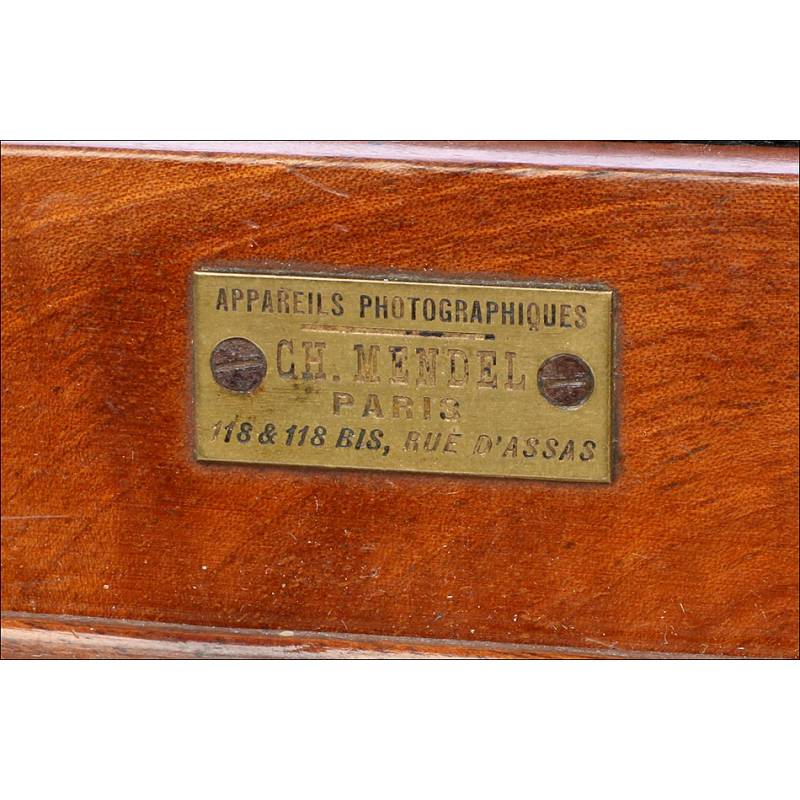 APPAREILS PHOTOGRAPHIQUES
CH. MENDEL
PARIS
118 & 118 BIS, RUE D'ASSAS